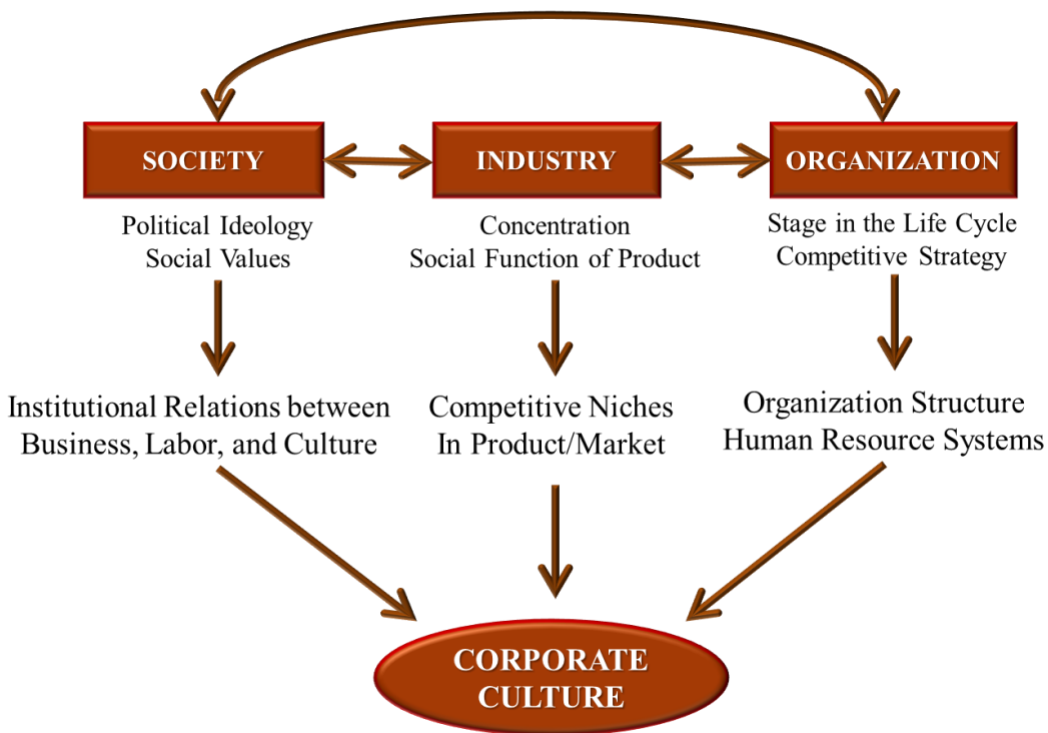 SOCIETY
INDUSTRY
ORGANIZATION
Political Ideology
Social Values
Concentration
Social Function of Product
Stage in the Life Cycle
Competitive Strategy
Institutional Relations between
Business, Labor, and Culture
Competitive Niches
In Product/Market
Organization Structure
Human Resource Systems
CORPORATE
CULTURE